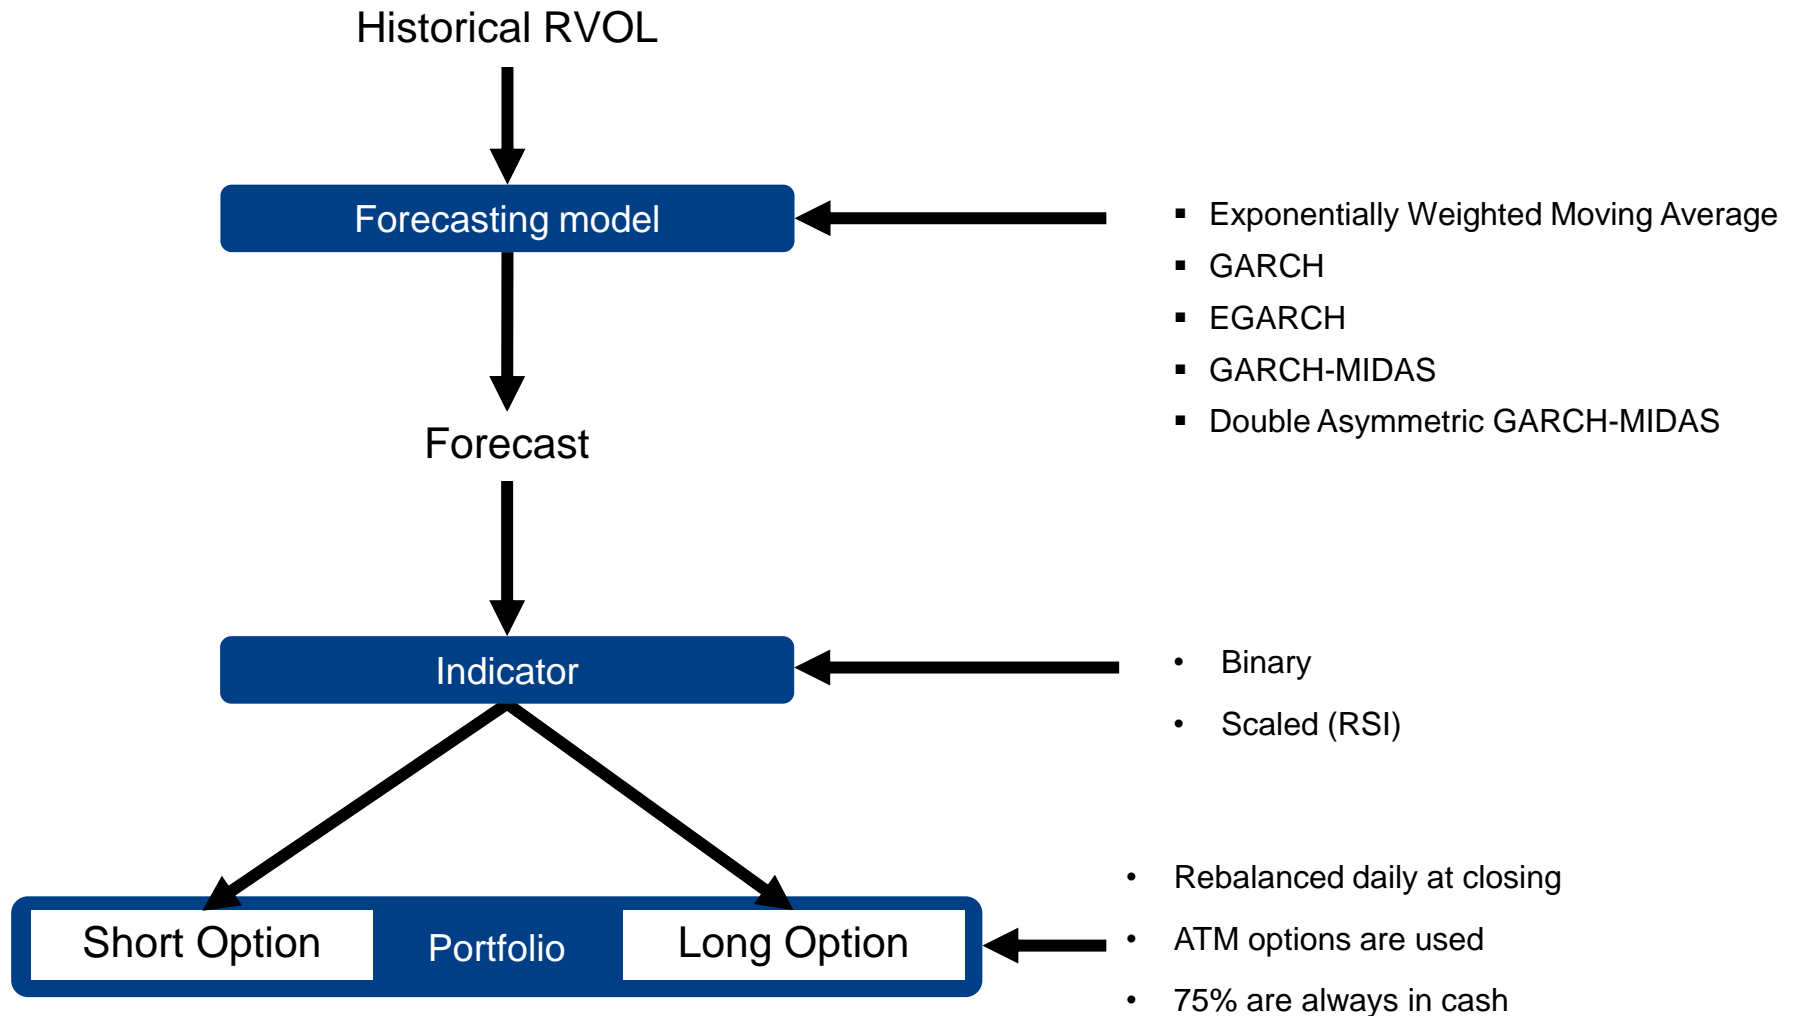 Historical RVOL
Forecasting model
▪ Exponentially Weighted Moving Average
▪ GARCH
▪ EGARCH
▪ GARCH-MIDAS
▪ Double Asymmetric GARCH-MIDAS
Forecast
Indicator
• Binary
• Scaled (RSI)
Short Option
Portfolio
Long Option
• Rebalanced daily at closing
• ATM options are used
• 75% are always in cash